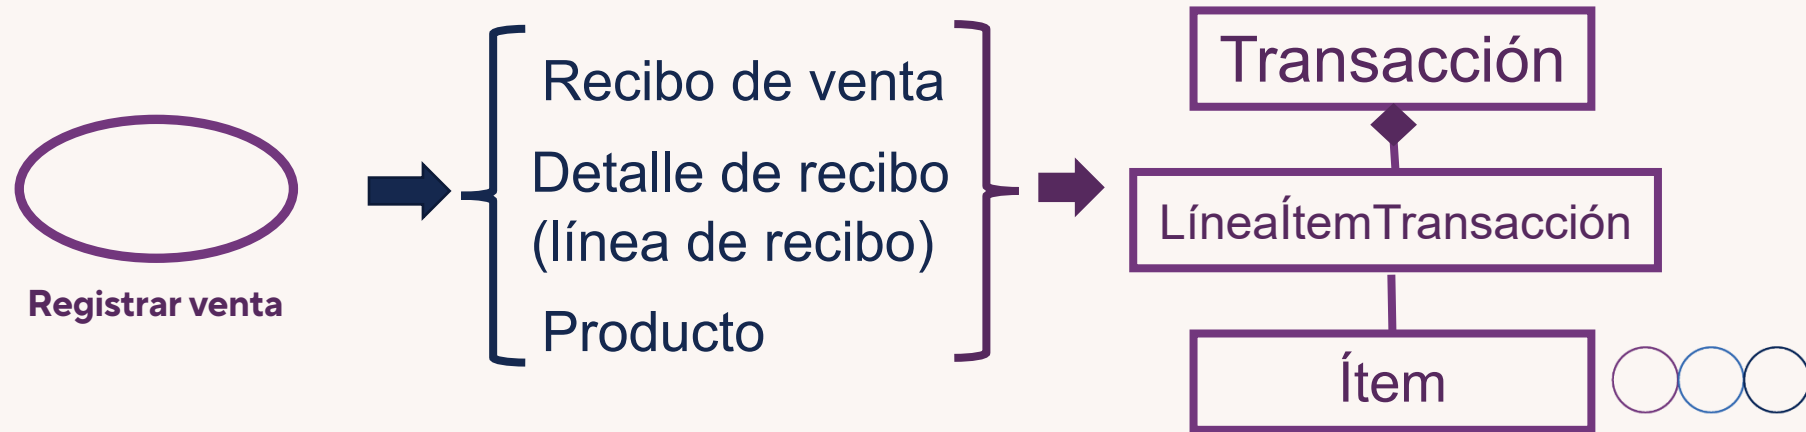 Registrar venta
Recibo de venta
Detalle de recibo
(línea de recibo)
Producto
Transacción
LíneaÍtemTransacción
Ítem